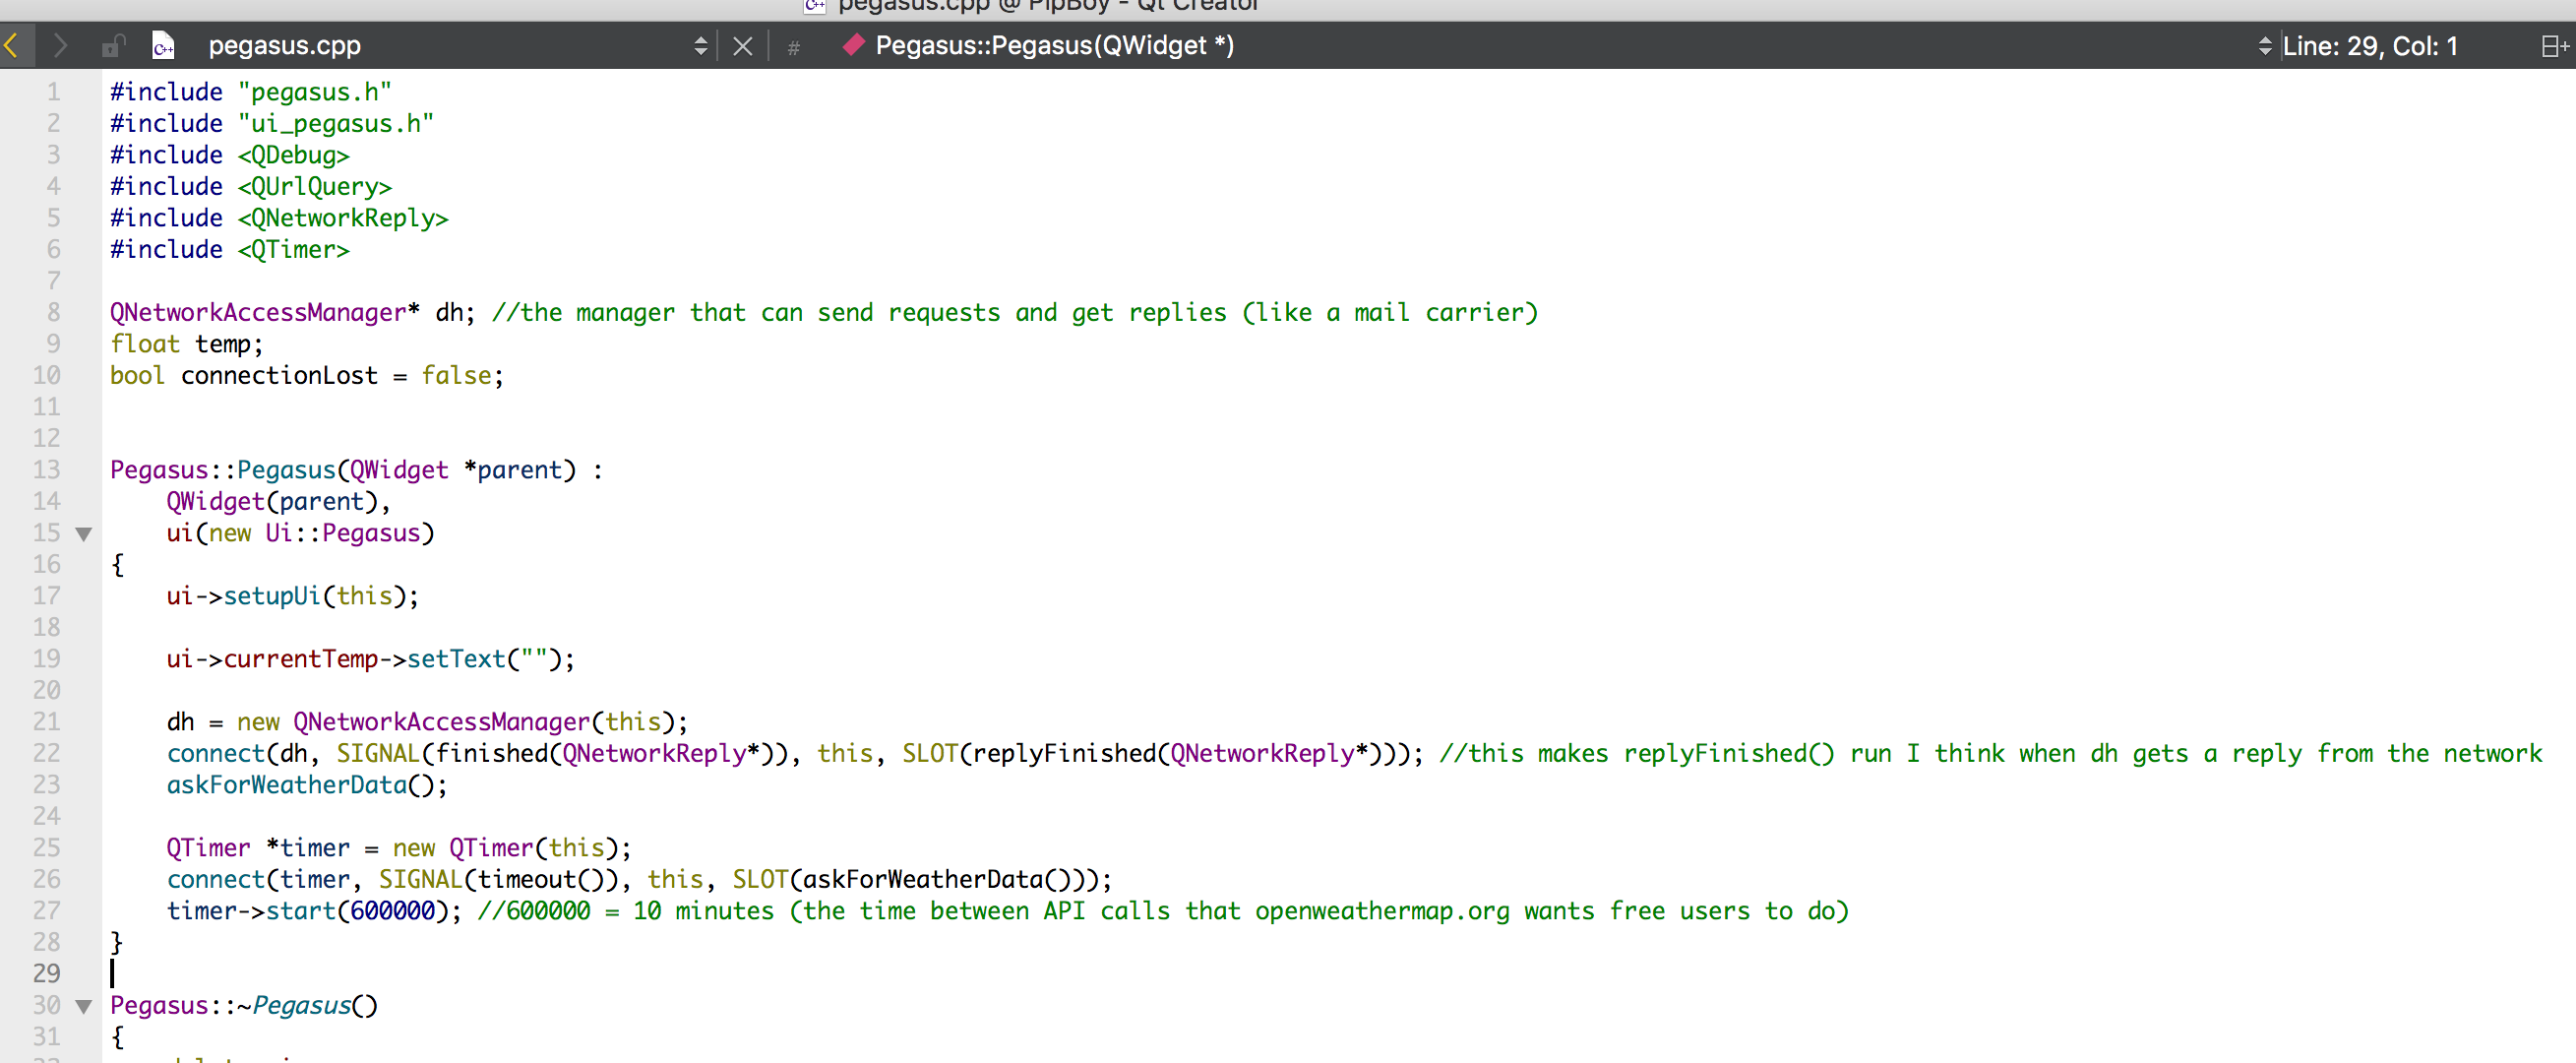 pegasus.cpp @ PipBoy - Qt Creator
pegasus.cpp # Pegasus::Pegasus(QWidget *) Line: 29, Col: 1
1 #include "pegasus.h"
2 #include "ui_pegasus.h"
3 #include <QDebug>
4 #include <QUrlQuery>
5 #include <QNetworkReply>
6 #include <QTimer>
7
8 QNetworkAccessManager* dh; //the manager that can send requests and get replies (like a mail carrier)
9 float temp;
10 bool connectionLost = false;
11
12
13 Pegasus::Pegasus(QWidget *parent) :
14     QWidget(parent),
15     ui(new Ui::Pegasus)
16 {
17     ui->setupUi(this);
18
19     ui->currentTemp->setText("");
20
21     dh = new QNetworkAccessManager(this);
22     connect(dh, SIGNAL(finished(QNetworkReply*)), this, SLOT(replyFinished(QNetworkReply*))); //this makes replyFinished() run I think when dh gets a reply from the network
23     askForWeatherData();
24
25     QTimer *timer = new QTimer(this);
26     connect(timer, SIGNAL(timeout()), this, SLOT(askForWeatherData()));
27     timer->start(600000); //600000 = 10 minutes (the time between API calls that openweathermap.org wants free users to do)
28 }
29
30 Pegasus::~Pegasus()
31 {